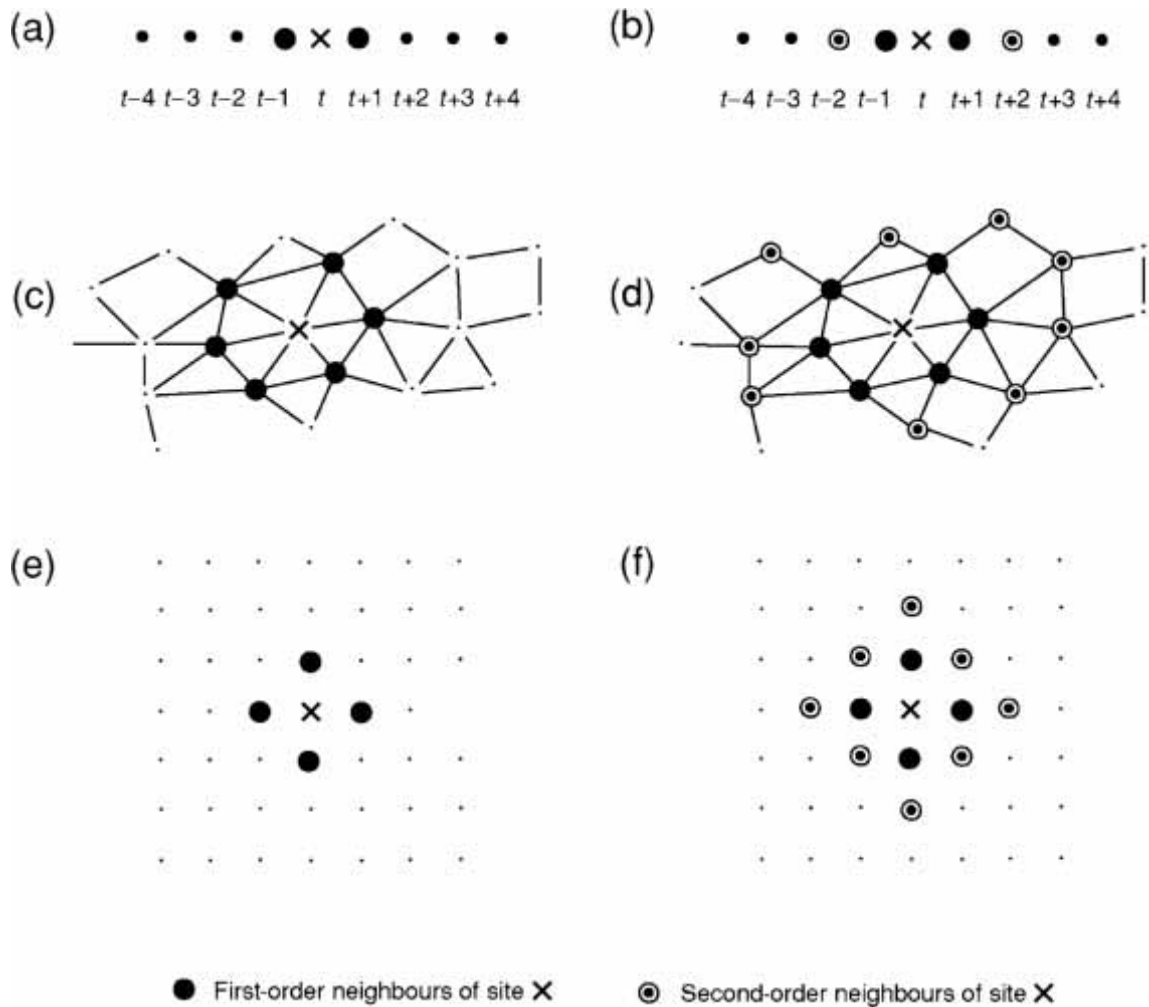 (a)
(b)
t−4 t−3 t−2 t−1 t t+1 t+2 t+3 t+4
t−4 t−3 t−2 t−1 t t+1 t+2 t+3 t+4
(c)
(d)
(e)
(f)
First-order neighbours of site ×
Second-order neighbours of site ×